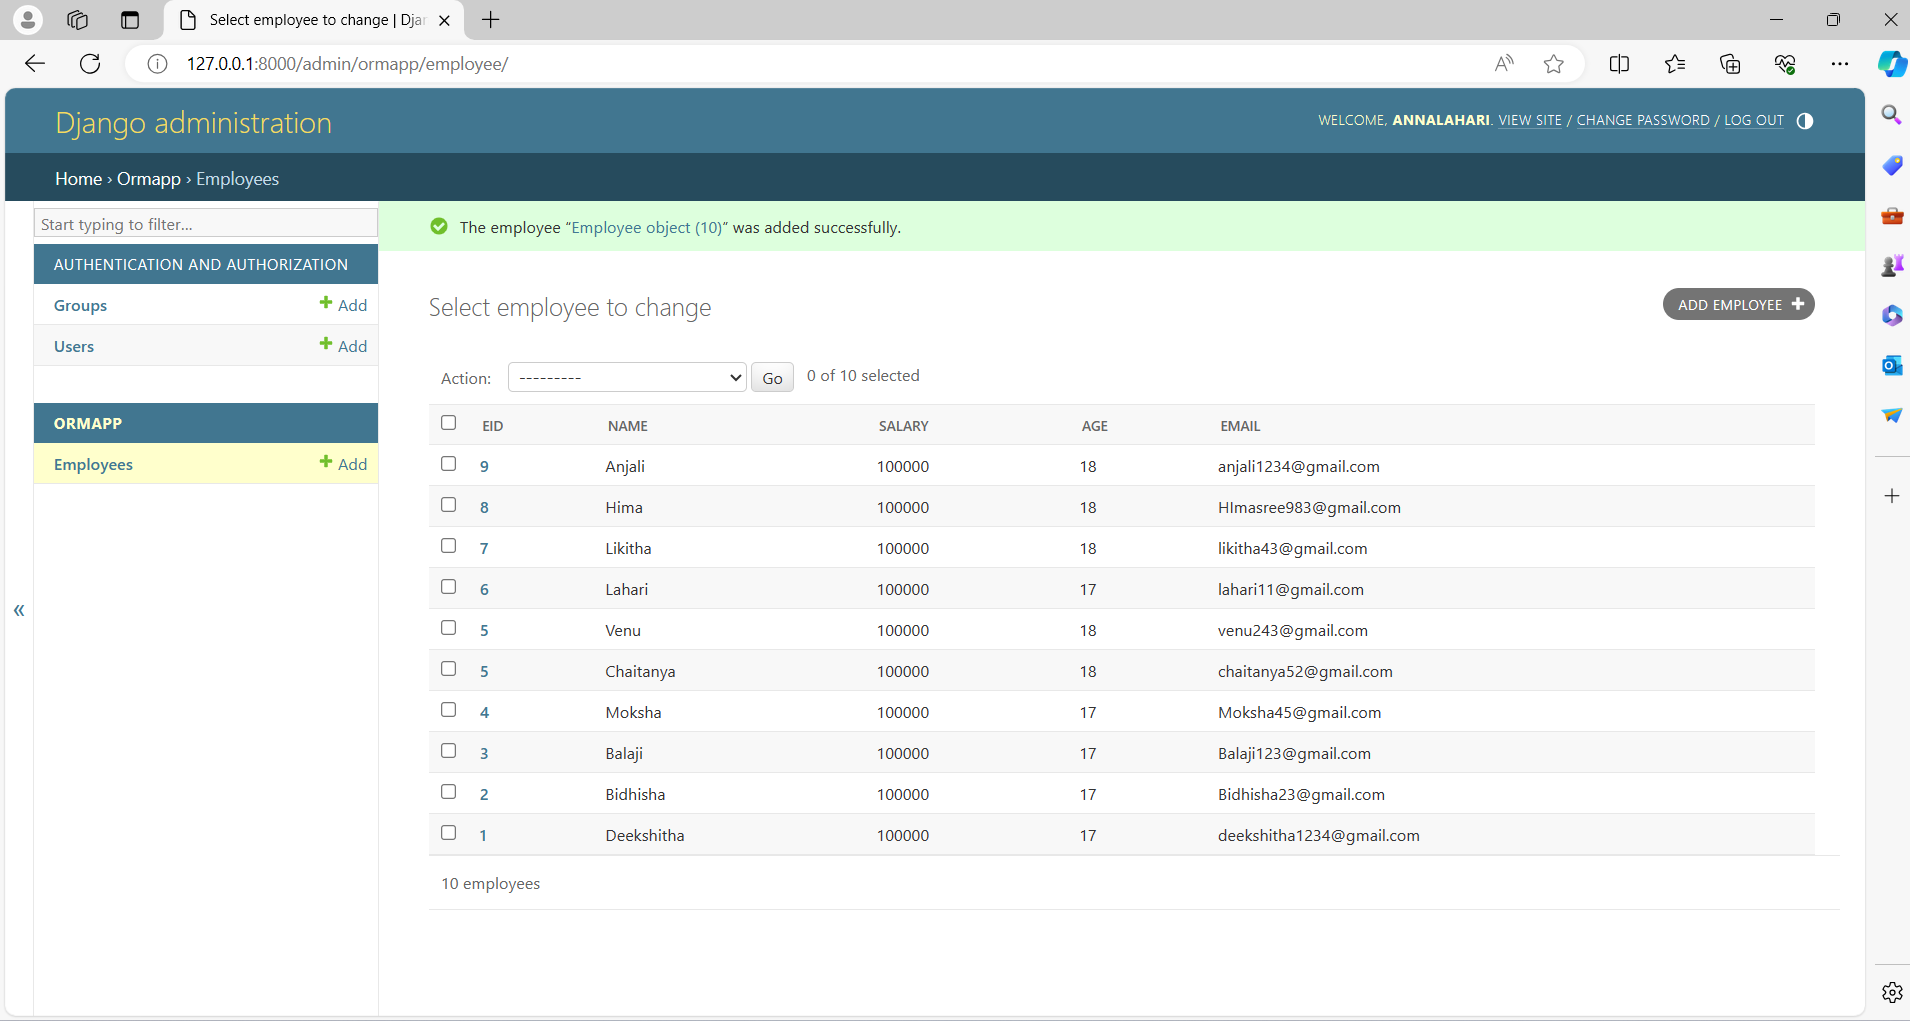 Select employee to change | Djan
127.0.0.1:8000/admin/ormapp/employee/
Django administration
WELCOME, ANNALAHARI. VIEW SITE / CHANGE PASSWORD / LOG OUT
Home › Ormapp › Employees
Start typing to filter...
AUTHENTICATION AND AUTHORIZATION
Groups + Add
Users + Add
ORMAPP
Employees + Add
«
The employee “Employee object (10)” was added successfully.
Select employee to change
ADD EMPLOYEE +
Action: --------- Go 0 of 10 selected
EID NAME SALARY AGE EMAIL
9 Anjali 100000 18 anjali1234@gmail.com
8 Hima 100000 18 HImasree983@gmail.com
7 Likitha 100000 18 likitha43@gmail.com
6 Lahari 100000 17 lahari11@gmail.com
5 Venu 100000 18 venu243@gmail.com
5 Chaitanya 100000 18 chaitanya52@gmail.com
4 Moksha 100000 17 Moksha45@gmail.com
3 Balaji 100000 17 Balaji123@gmail.com
2 Bidhisha 100000 17 Bidhisha23@gmail.com
1 Deekshitha 100000 17 deekshitha1234@gmail.com
10 employees